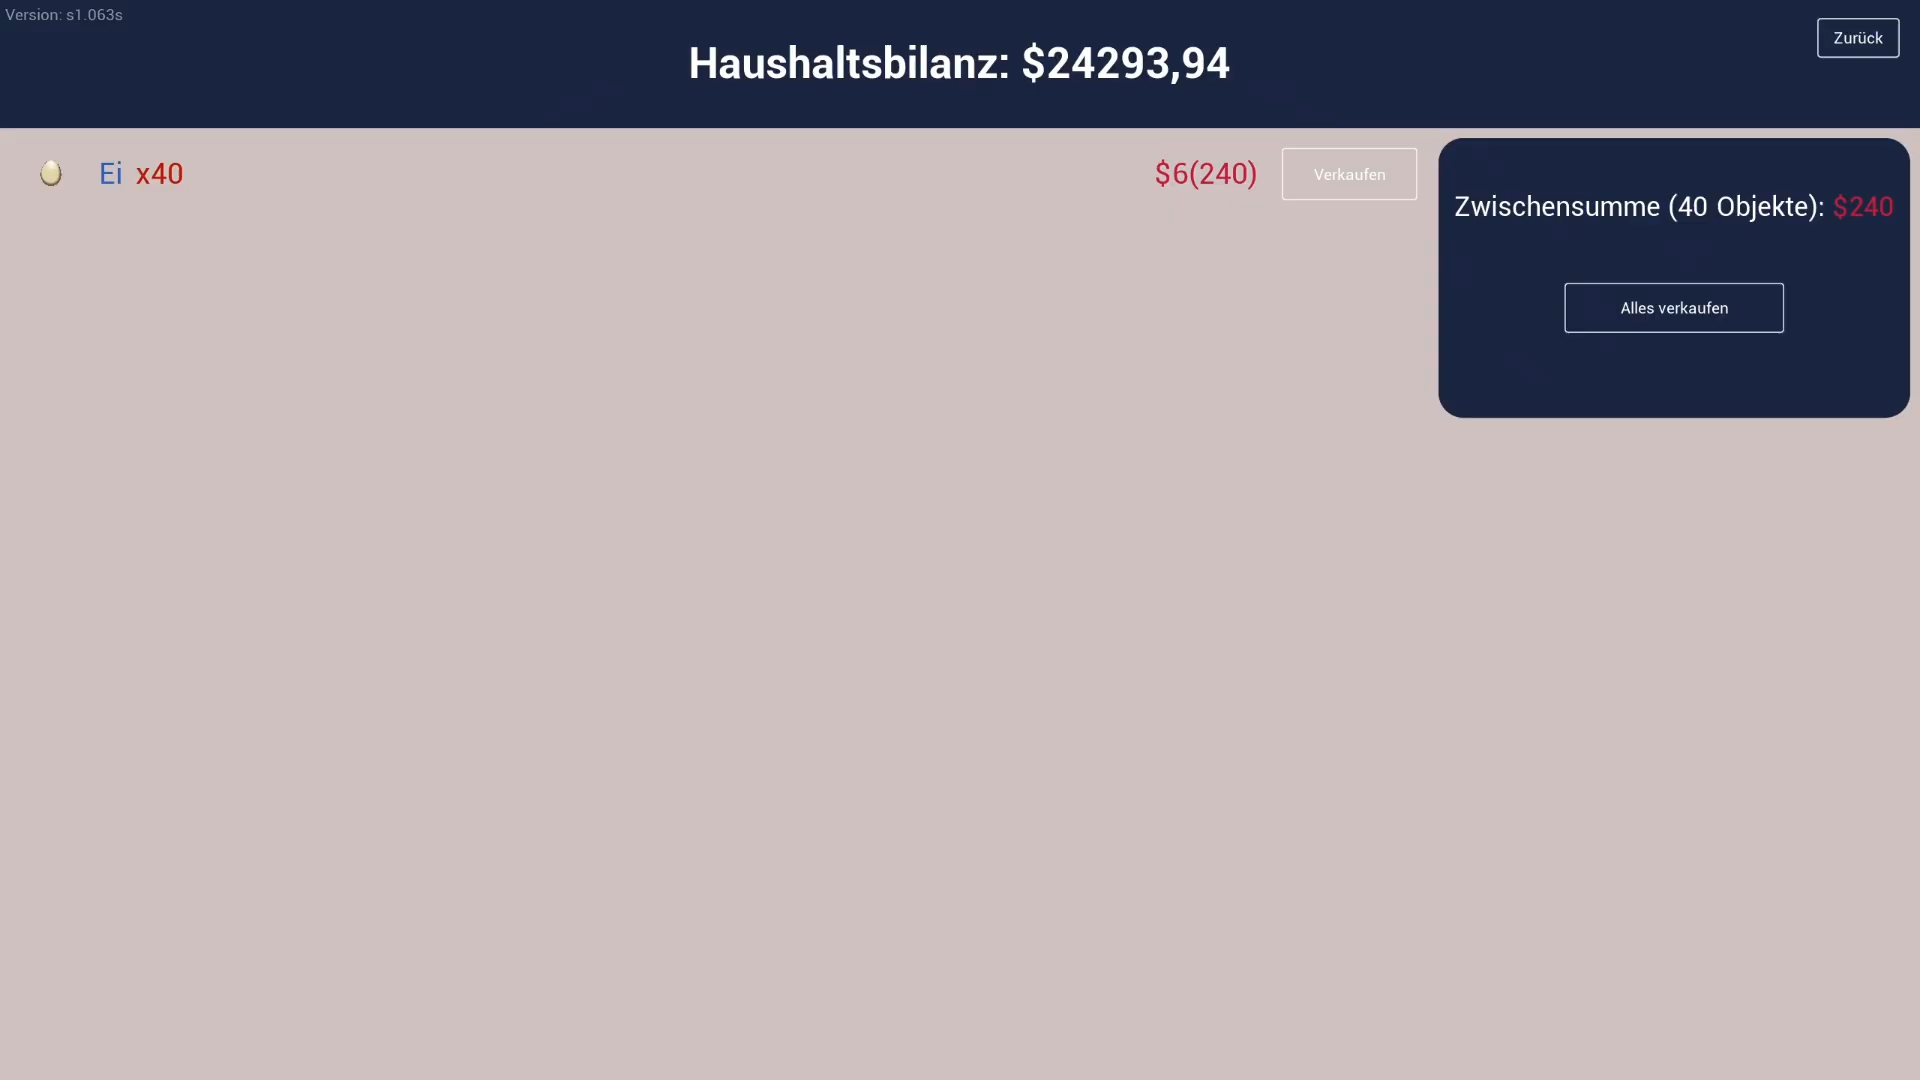 Version: s1.063s
Zurück
Haushaltsbilanz: $24293,94
Ei x40
$6(240)
Verkaufen
Zwischensumme (40 Objekte): $240
Alles verkaufen